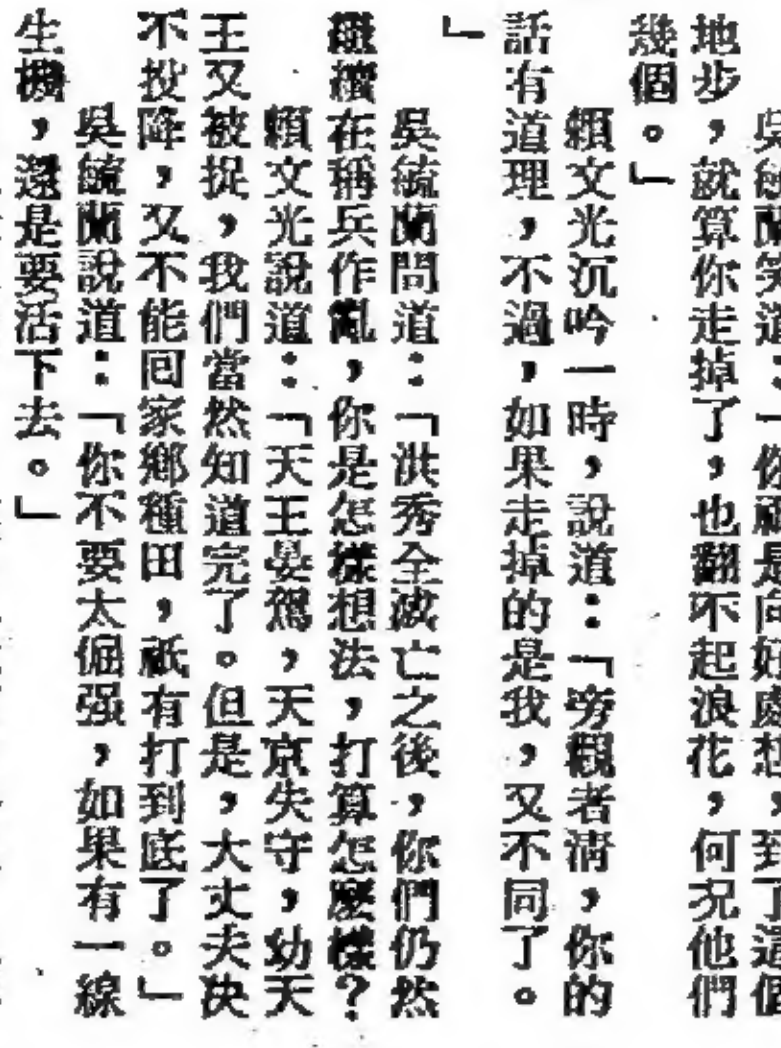 吳毓蘭笑道：「你祇是向好處想，到了這個
地步，就算你走掉了，也翻不起浪花，何況他們
幾個。」
賴文光沉吟一時，說道：「旁觀者清，你的
話有道理，不過，如果走掉的是我，又不同了。
」
吳毓蘭問道：「洪秀全滅亡之後，你們仍然
繼續在稱兵作亂，你是怎樣想法，打算怎麼樣？
賴文光說道：「天王晏駕，天京失守，幼天
王又被捉，我們當然知道完了。但是，大丈夫決
不投降，又不能回家鄉種田，祇有打到底了。」
吳毓蘭說道：「你不要太倔强，如果有一線
生機，還是要活下去。」